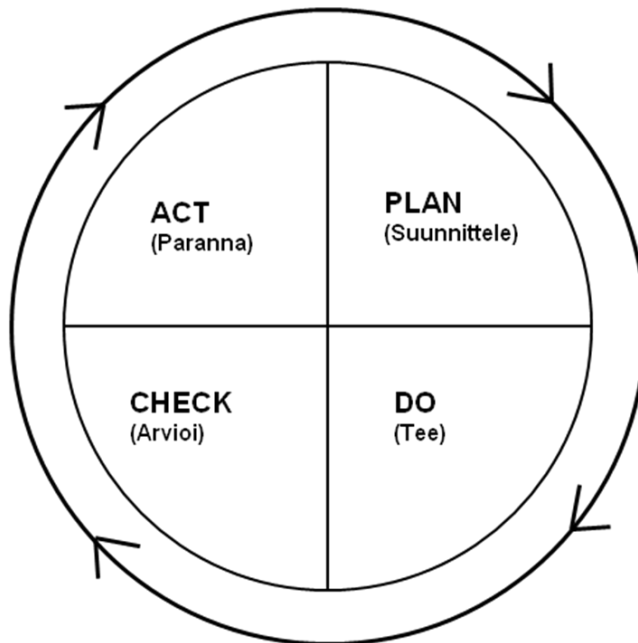 ACT
(Paranna)
PLAN
(Suunnittele)
CHECK
(Arvioi)
DO
(Tee)